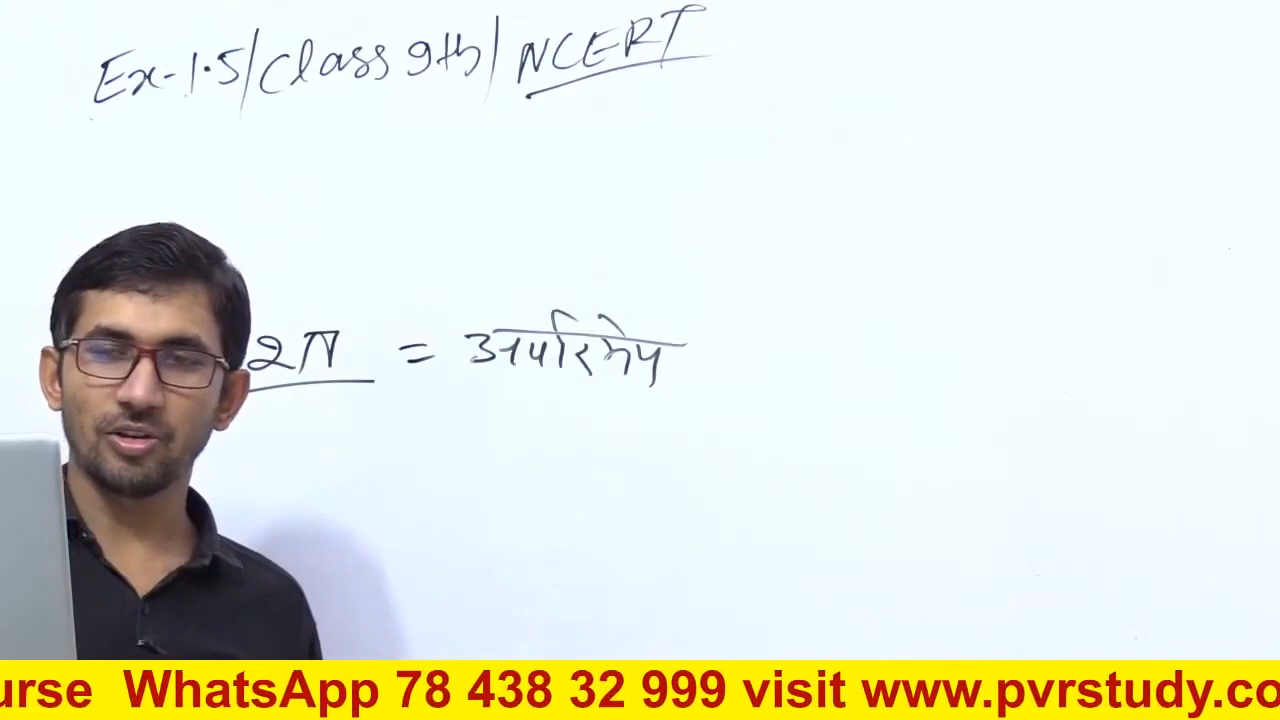 Ex-1.5/Class 9th/NCERT
2π = अपरिमेय
urse WhatsApp 78 438 32 999 visit www.pvrstudy.co